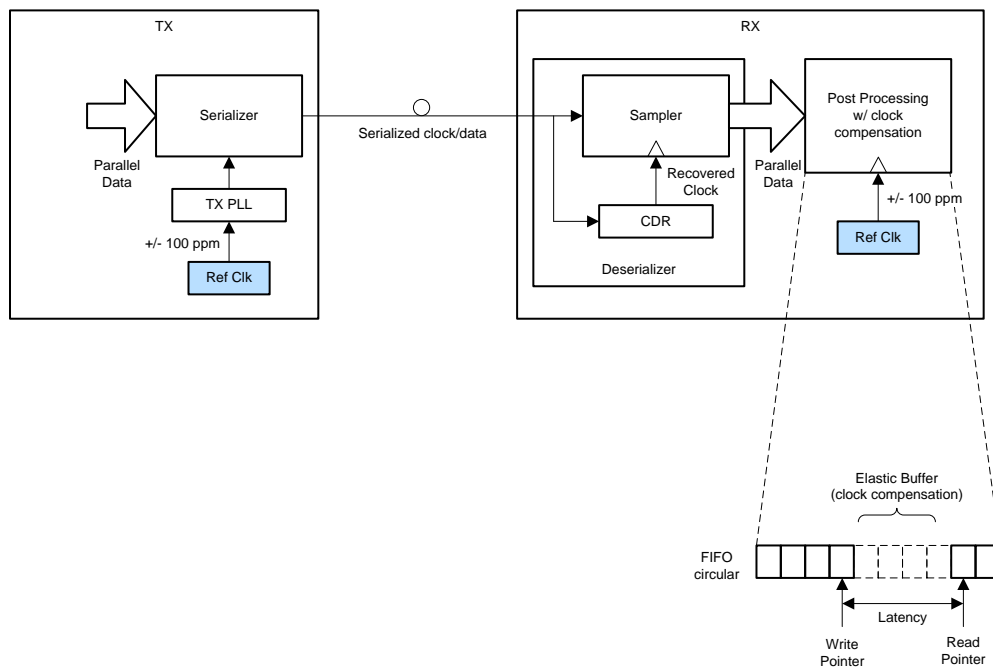 TX
RX
Serializer
Parallel
Data
TX PLL
+/- 100 ppm
Ref Clk
Serialized clock/data
Sampler
Recovered
Clock
CDR
Deserializer
Parallel
Data
Post Processing
w/ clock
compensation
+/- 100 ppm
Ref Clk
Elastic Buffer
(clock compensation)
FIFO
circular
Latency
Write
Pointer
Read
Pointer